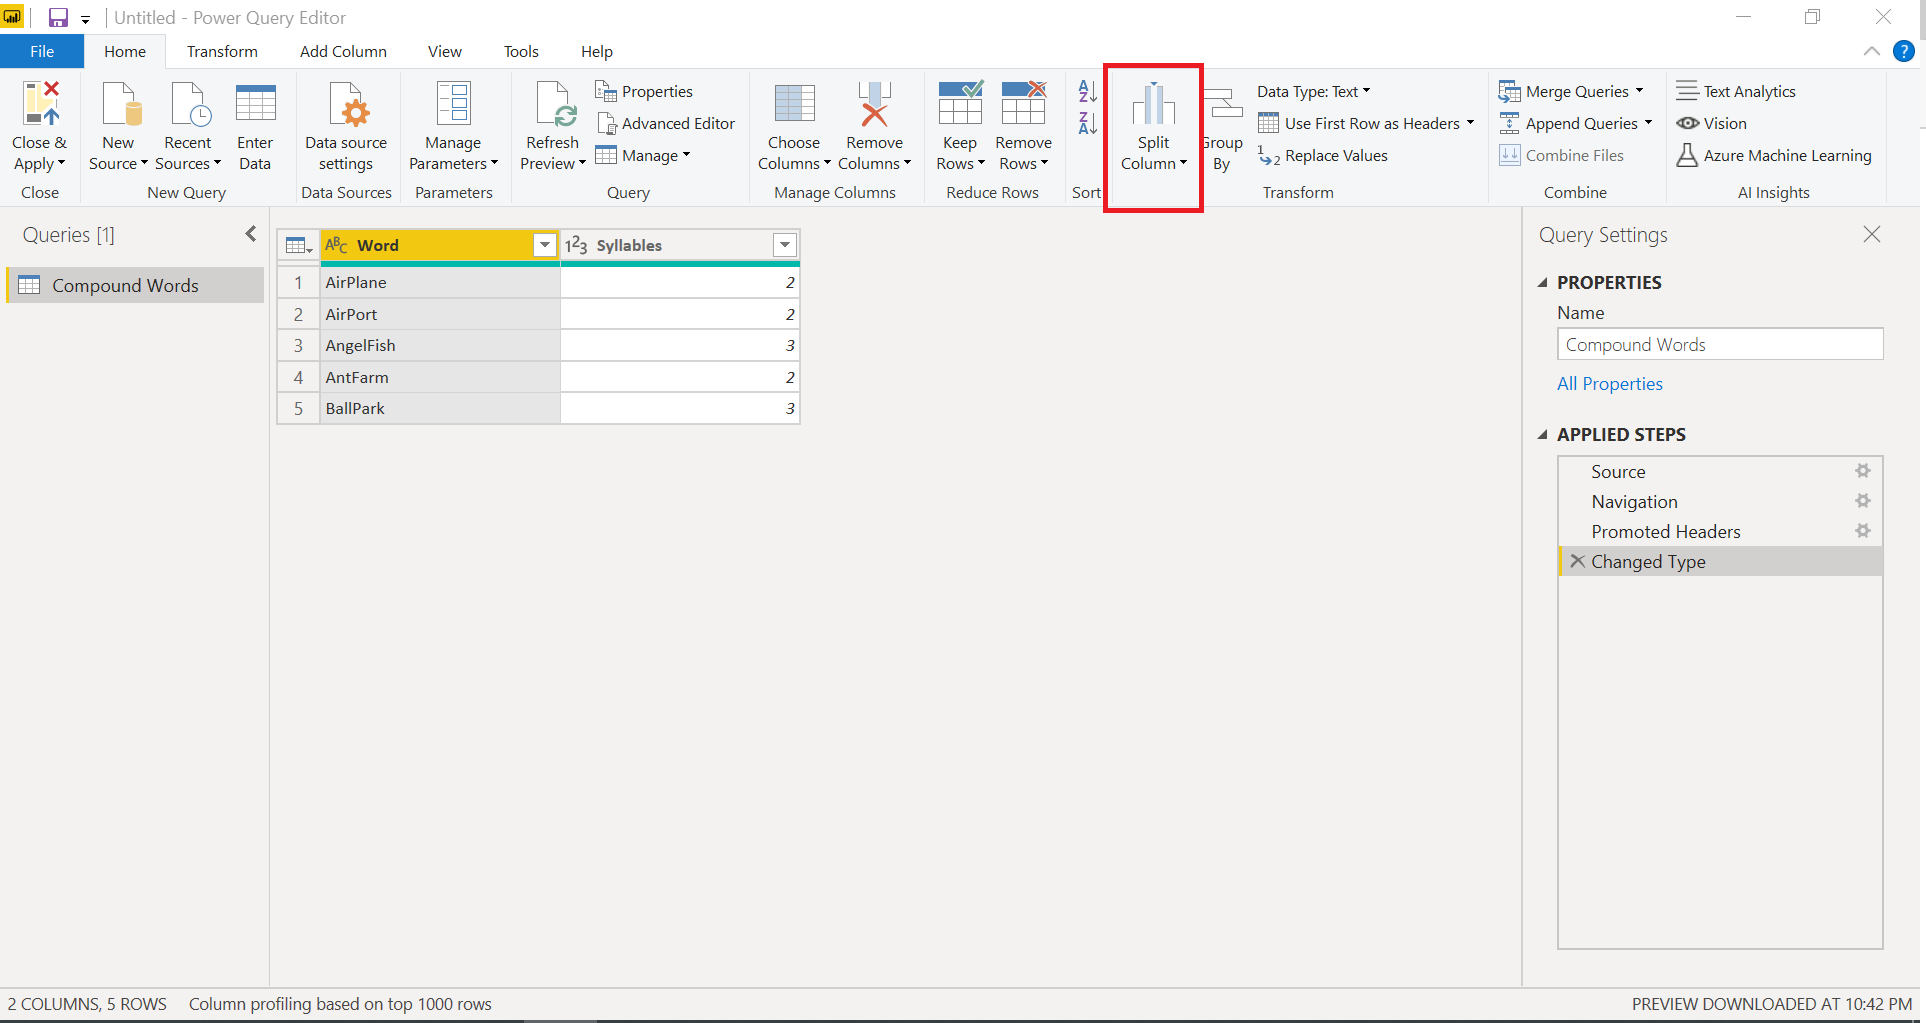 Untitled - Power Query Editor
File Home Transform Add Column View Tools Help
Close & Apply
New Source
Recent Sources
Enter Data
Data source settings
Manage Parameters
Refresh Preview
Properties
Advanced Editor
Manage
Choose Columns
Remove Columns
Keep Rows
Remove Rows
Split Column
Group By
Data Type: Text
Use First Row as Headers
Replace Values
Merge Queries
Append Queries
Combine Files
Text Analytics
Vision
Azure Machine Learning
Close New Query Data Sources Parameters Query Manage Columns Reduce Rows Sort Transform Combine AI Insights
Queries [1]
Compound Words
Word Syllables
1 AirPlane 2
2 AirPort 2
3 AngelFish 3
4 AntFarm 2
5 BallPark 3
Query Settings
PROPERTIES
Name
Compound Words
All Properties
APPLIED STEPS
Source
Navigation
Promoted Headers
Changed Type
2 COLUMNS, 5 ROWS Column profiling based on top 1000 rows
PREVIEW DOWNLOADED AT 10:42 PM